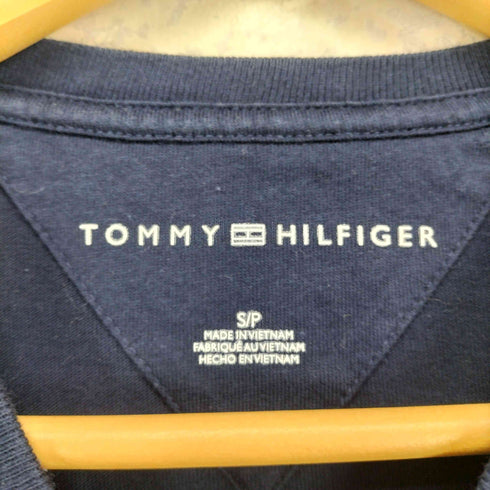 TOMMY HILFIGER
S/P
MADE IN VIETNAM
FABRIQUÉ AU VIETNAM
HECHO EN VIETNAM